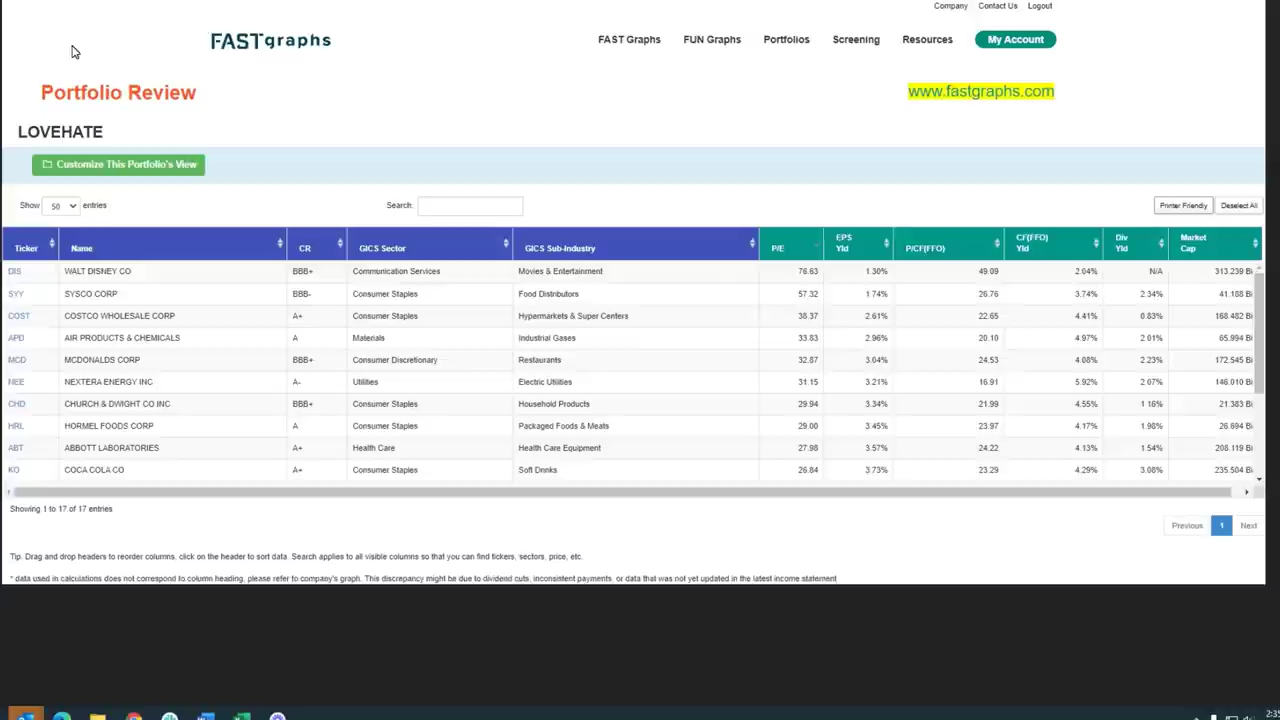 Company Contact Us Logout
FASTgraphs FAST Graphs FUN Graphs Portfolios Screening Resources My Account
Portfolio Review www.fastgraphs.com
LOVEHATE
Customize This Portfolio's View
Show 50 entries Search: Printer Friendly Deselect All
Ticker Name CR GICS Sector GICS Sub-Industry P/E EPS Yld P/CF(FFO) CF(FFO) Yld Div Yld Market Cap
DIS WALT DISNEY CO BBB+ Communication Services Movies & Entertainment 76.63 1.30% 49.09 2.04% N/A 313.239 Bi
SYY SYSCO CORP BBB- Consumer Staples Food Distributors 57.32 1.74% 26.76 3.74% 2.34% 41.188 Bi
COST COSTCO WHOLESALE CORP A+ Consumer Staples Hypermarkets & Super Centers 38.37 2.61% 22.65 4.41% 0.83% 168.482 Bi
APD AIR PRODUCTS & CHEMICALS A Materials Industrial Gases 33.83 2.96% 20.10 4.97% 2.01% 65.994 Bi
MCD MCDONALDS CORP BBB+ Consumer Discretionary Restaurants 32.87 3.04% 24.53 4.08% 2.23% 172.545 Bi
NEE NEXTERA ENERGY INC A- Utilities Electric Utilities 31.15 3.21% 16.91 5.92% 2.07% 146.010 Bi
CHD CHURCH & DWIGHT CO INC BBB+ Consumer Staples Household Products 29.94 3.34% 21.99 4.55% 1.16% 21.383 Bi
HRL HORMEL FOODS CORP A Consumer Staples Packaged Foods & Meats 29.00 3.45% 23.97 4.17% 1.98% 26.694 Bi
ABT ABBOTT LABORATORIES A+ Health Care Health Care Equipment 27.98 3.57% 24.22 4.13% 1.54% 208.119 Bi
KO COCA COLA CO A+ Consumer Staples Soft Drinks 26.84 3.73% 23.29 4.29% 3.08% 235.504 Bi
Showing 1 to 17 of 17 entries
Previous 1 Next
Tip. Drag and drop headers to reorder columns, click on the header to sort data. Search applies to all visible columns so that you can find tickers, sectors, price, etc.
* data used in calculations does not correspond to column heading, please refer to company's graph. This discrepancy might be due to dividend cuts, inconsistent payments, or data that was not yet updated in the latest income statement